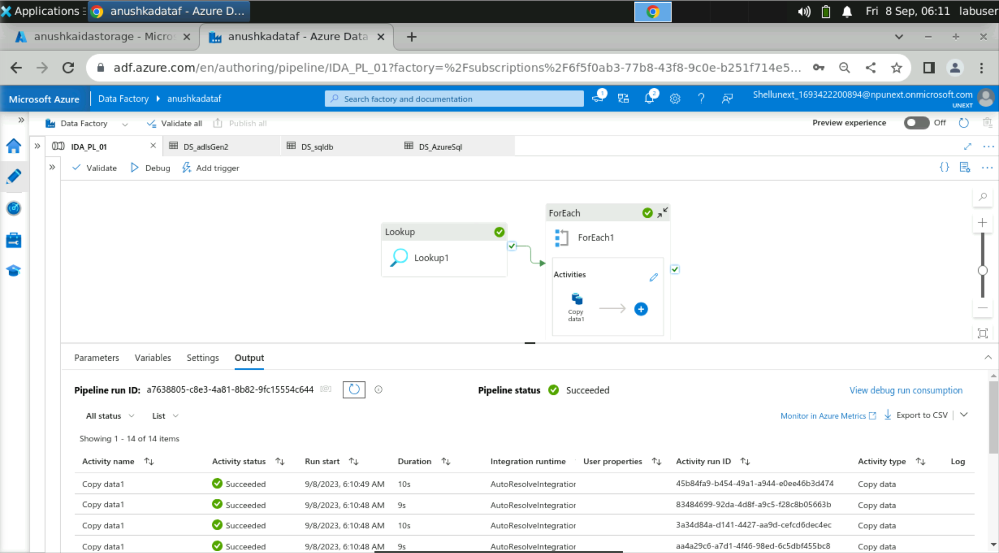 Applications
anushkadataf - Azure D...
Fri 8 Sep, 06:11 labuser
anushkaidastorage - Micro
anushkadataf - Azure Data
adf.azure.com/en/authoring/pipeline/IDA_PL_01?factory=%2Fsubscriptions%2F6f5f0ab3-77b8-43f8-9c0e-b251f714e5...
Microsoft Azure
Data Factory
anushkadataf
Search factory and documentation
1
2
Shellunext_1693422200894@npunext.onmicrosoft.com
UNEXT
Data Factory
Validate all
Publish all
Preview experience
Off
IDA_PL_01
DS_adlsGen2
DS_sqldb
DS_AzureSql
Validate
Debug
Add trigger
Lookup
Lookup1
ForEach
ForEach1
Activities
Copy
data1
Parameters
Variables
Settings
Output
Pipeline run ID: a7638805-c8e3-4a81-8b82-9fc15554c644
Pipeline status
Succeeded
View debug run consumption
All status
List
Monitor in Azure Metrics
Export to CSV
Showing 1 - 14 of 14 items
Activity name Activity status Run start Duration Integration runtime User properties Activity run ID Activity type Log
Copy data1 Succeeded 9/8/2023, 6:10:49 AM 10s AutoResolveIntegration 45b84fa9-b454-49a1-a944-e0ee46b3d474 Copy data
Copy data1 Succeeded 9/8/2023, 6:10:48 AM 9s AutoResolveIntegration 83484699-92da-4d8f-a9c5-f28c8b05663b Copy data
Copy data1 Succeeded 9/8/2023, 6:10:48 AM 10s AutoResolveIntegration 3a34d84a-d141-4427-aa9d-cefcd6dec4ec Copy data
Copy data1 Succeeded 9/8/2023, 6:10:48 AM 9s AutoResolveIntegration aa4a29c6-a7d1-4f46-98ed-6c5dbf455bc8 Copy data